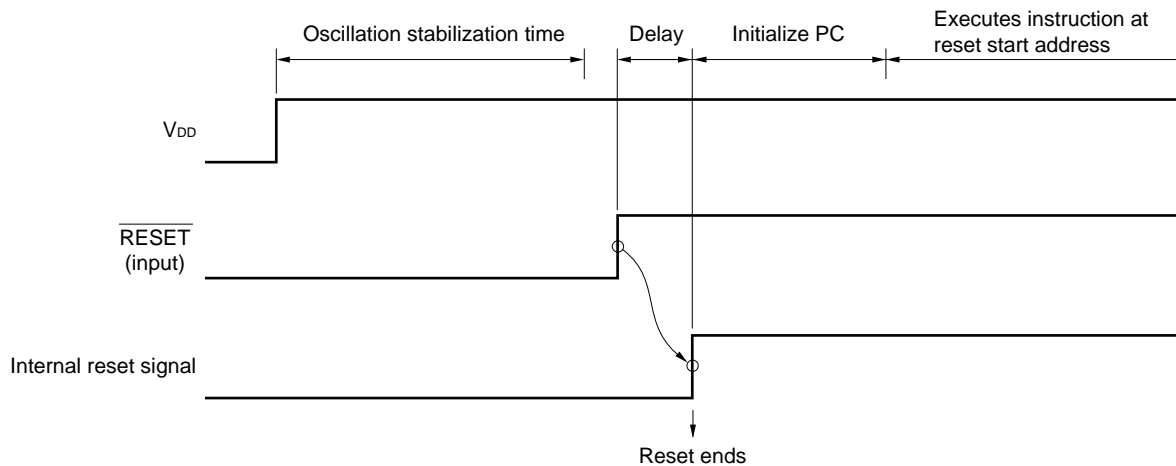 Oscillation stabilization time
Delay
Initialize PC
Executes instruction at
reset start address
VDD
RESET
(input)
Internal reset signal
Reset ends